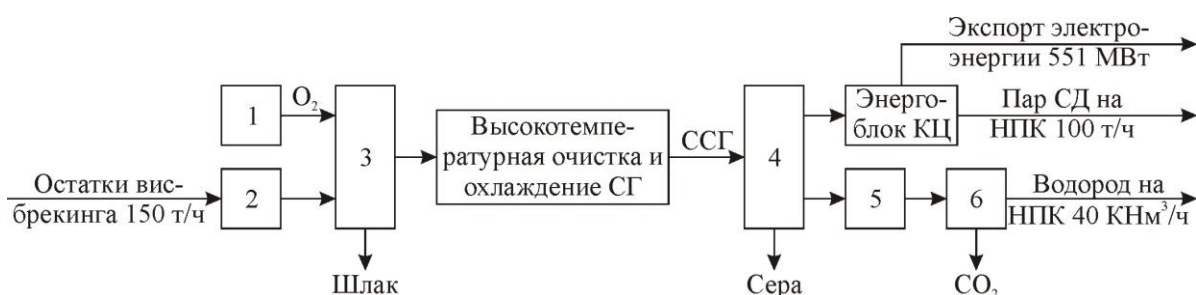 Экспорт электро-
энергии 551 МВт
1
O₂
3
Высокотемпе-
ратурная очистка и
охлаждение СГ
ССГ
4
Энерго-
блок КЦ
Пар СД на
НПК 100 т/ч
Остатки вис-
брекинга 150 т/ч
2
5
6
Водород на
НПК 40 КНм³/ч
Шлак
Сера
CO₂